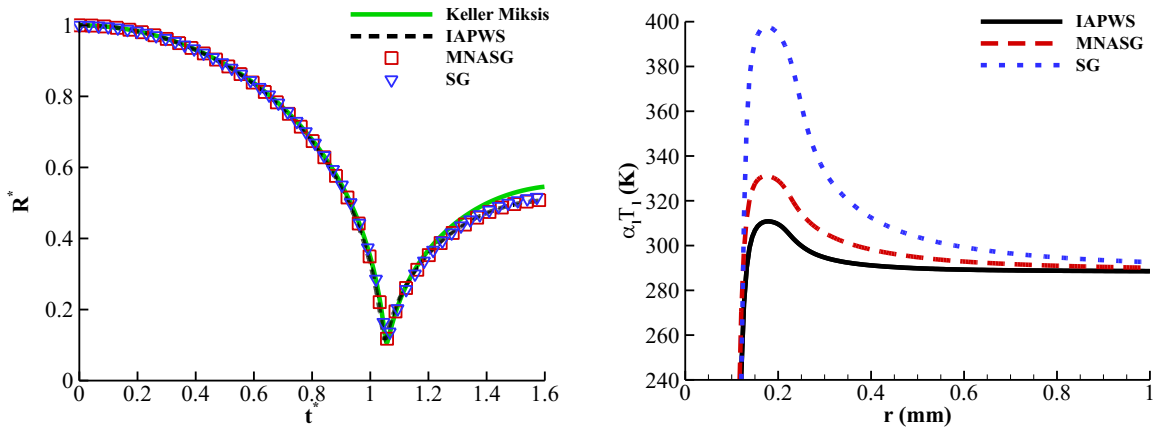 Keller Miksis
IAPWS
MNASG
SG
R*
1
0.8
0.6
0.4
0.2
0
0 0.2 0.4 0.6 0.8 1 1.2 1.4 1.6
t*
IAPWS
MNASG
SG
αₗTₗ (K)
400
380
360
340
320
300
280
260
240
0 0.2 0.4 0.6 0.8 1
r (mm)